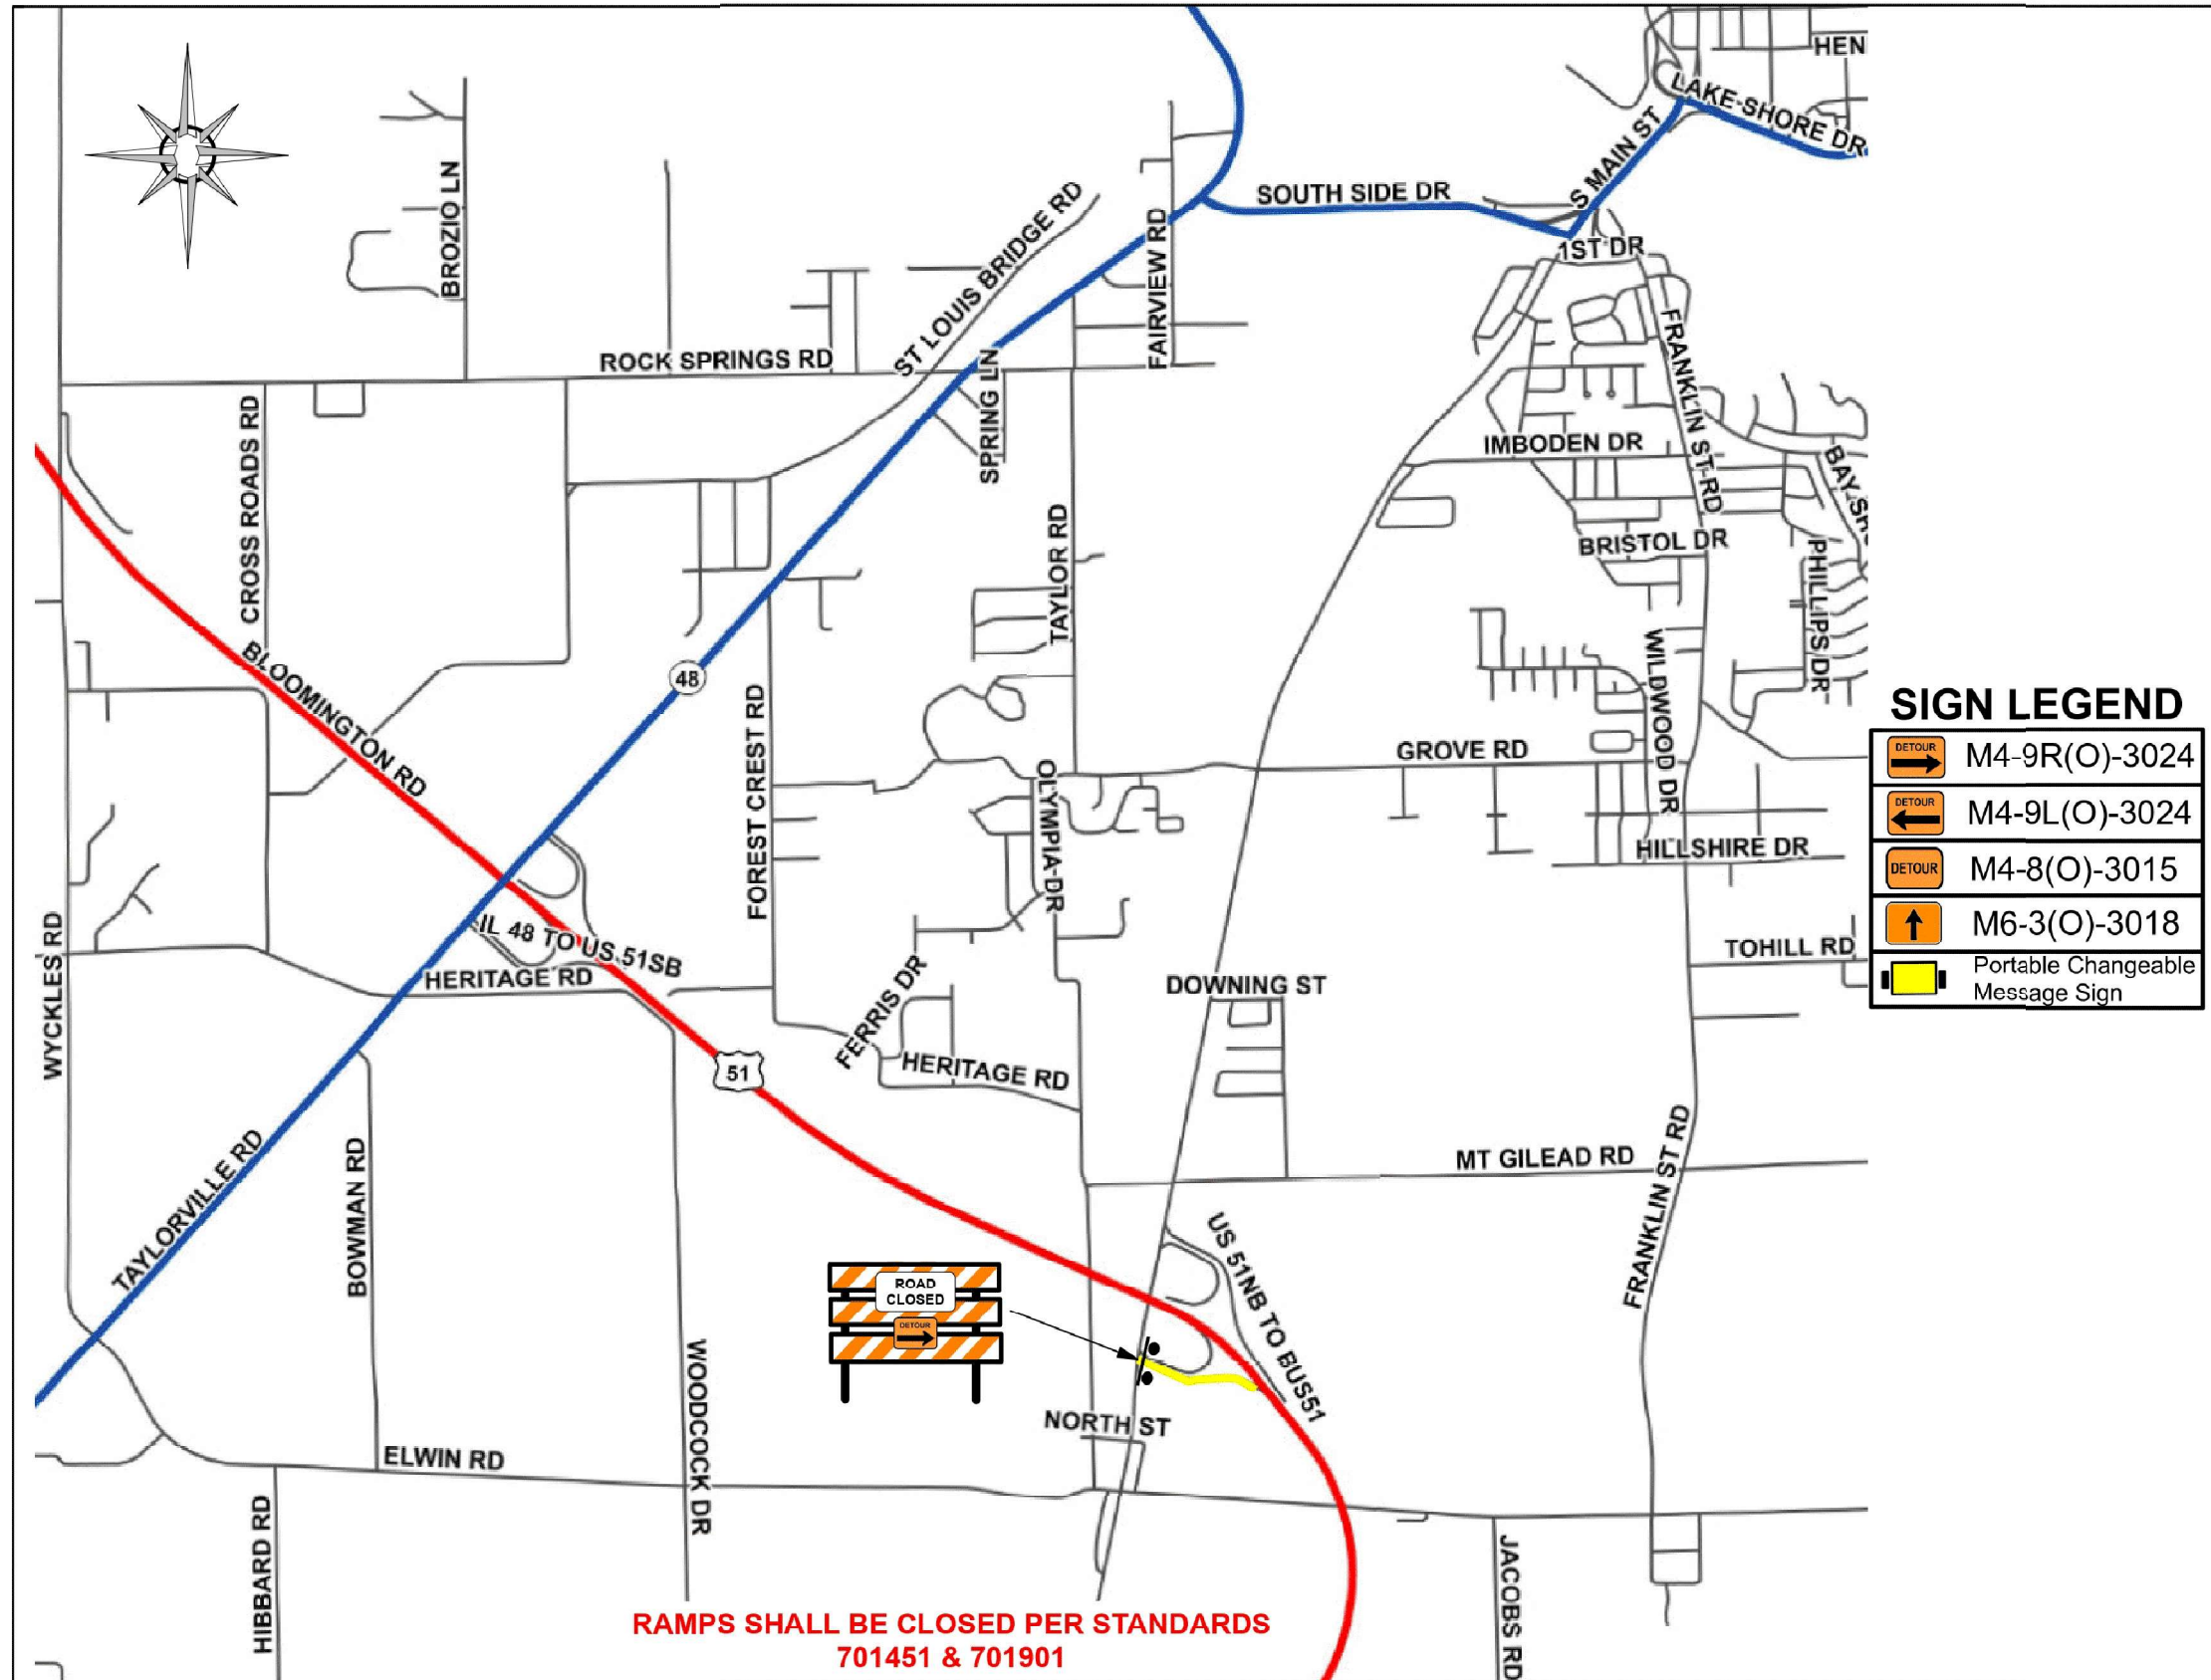 HEN
LAKE SHORE DR
S MAIN ST
SOUTH SIDE DR
1ST DR
BROZIO LN
ST LOUIS BRIDGE RD
FAIRVIEW RD
ROCK SPRINGS RD
SPRING LN
FRANKLIN ST RD
CROSS ROADS RD
IMBODEN DR
BAY SH
BRISTOL DR
TAYLOR RD
PHILLIPS DR
BLOOMINGTON RD
48
FOREST CREST RD
WILDWOOD DR
GROVE RD
OLYMPIA DR
HILLSHIRE DR
SIGN LEGEND
DETOUR
M4-9R(O)-3024
DETOUR
M4-9L(O)-3024
DETOUR
M4-8(O)-3015
M6-3(O)-3018
Portable Changeable
Message Sign
WYCKLES RD
IL 48 TO US 51SB
HERITAGE RD
TOHILL RD
FERRIS DR
DOWNING ST
51
HERITAGE RD
TAYLORVILLE RD
BOWMAN RD
MT GILEAD RD
FRANKLIN ST RD
US 51NB TO BUS51
ROAD
CLOSED
DETOUR
WOODCOCK DR
NORTH ST
ELWIN RD
HIBBARD RD
JACOBS RD
RAMPS SHALL BE CLOSED PER STANDARDS
701451 & 701901